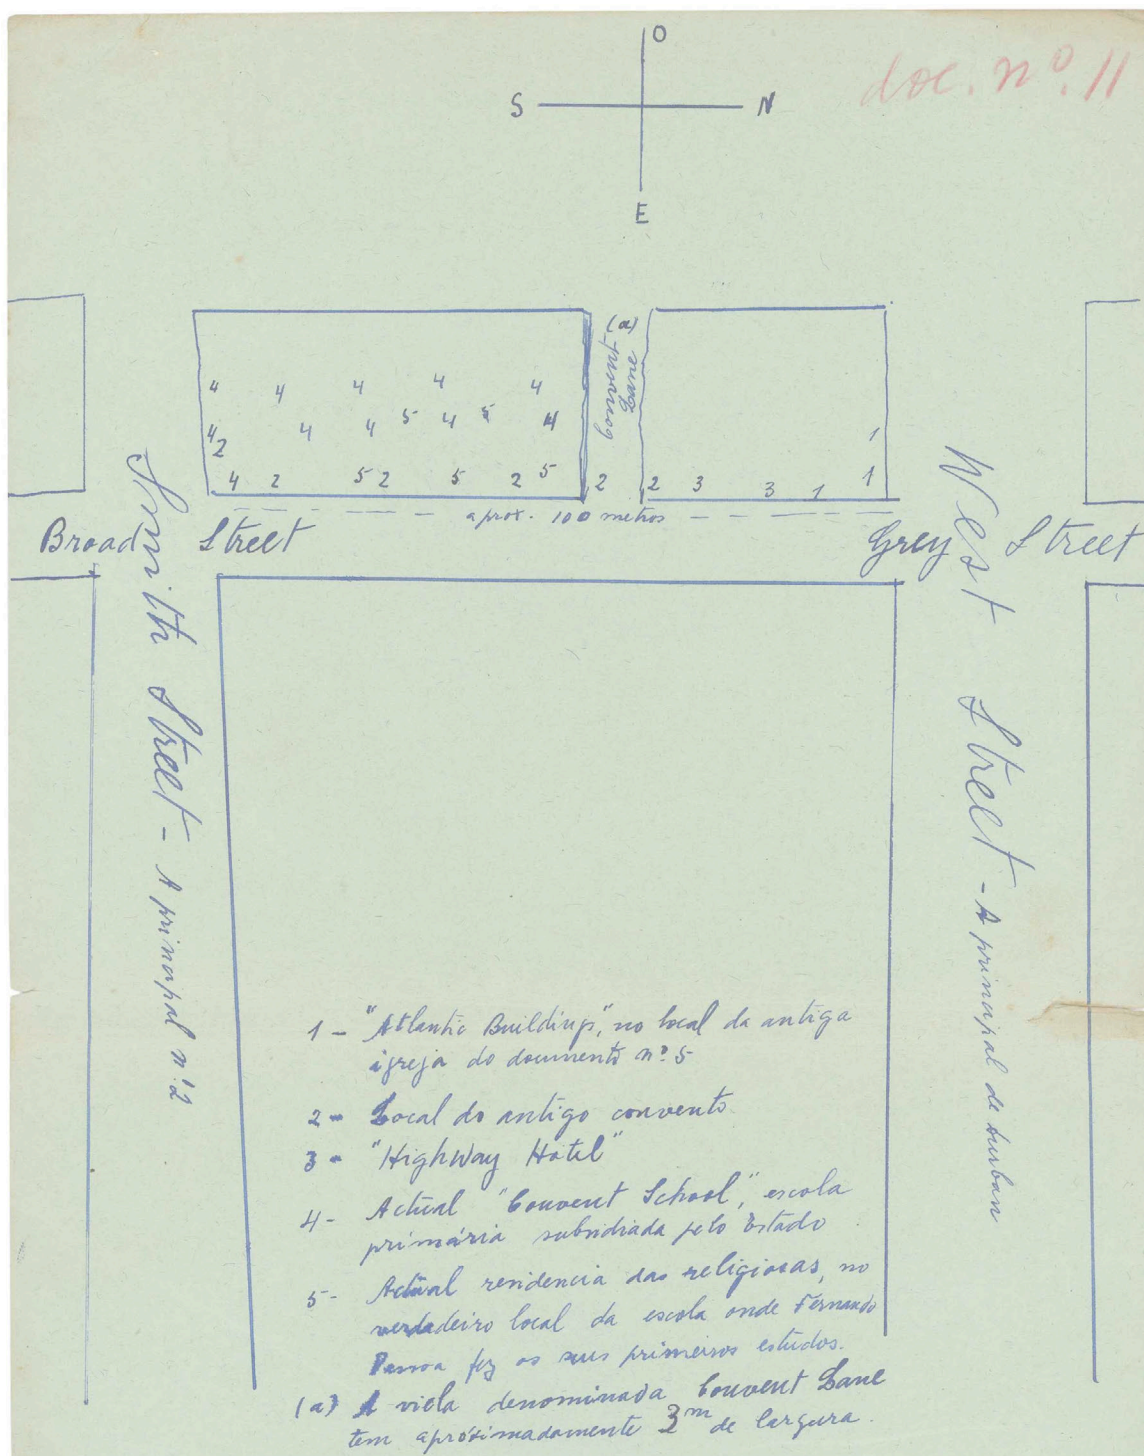 doc. nº. 11
O
S N
E
(a)
Convent
Lane
4 4 4 4 4
4 2 4 4 5 4 5 4 1
4 2 5 2 5 2 5 2 2 3 3 1 1
aprox. 100 metros
Broad Street Grey Street
Smith Street - A principal nº.2
West Street - A principal de Durban
1 - "Atlantic Buildings", no local da antiga
igreja do documento nº. 5
2 - Local do antigo convento
3 - "HighWay Hotel"
4 - Actual "Convent School", escola
primária subsidiada pelo Estado.
5 - Actual residencia das religiosas, no
verdadeiro local da escola onde Fernando
Pessoa fez os seus primeiros estudos.
(a) A viela denominada Convent Lane
tem apróximadamente 3m de largura.